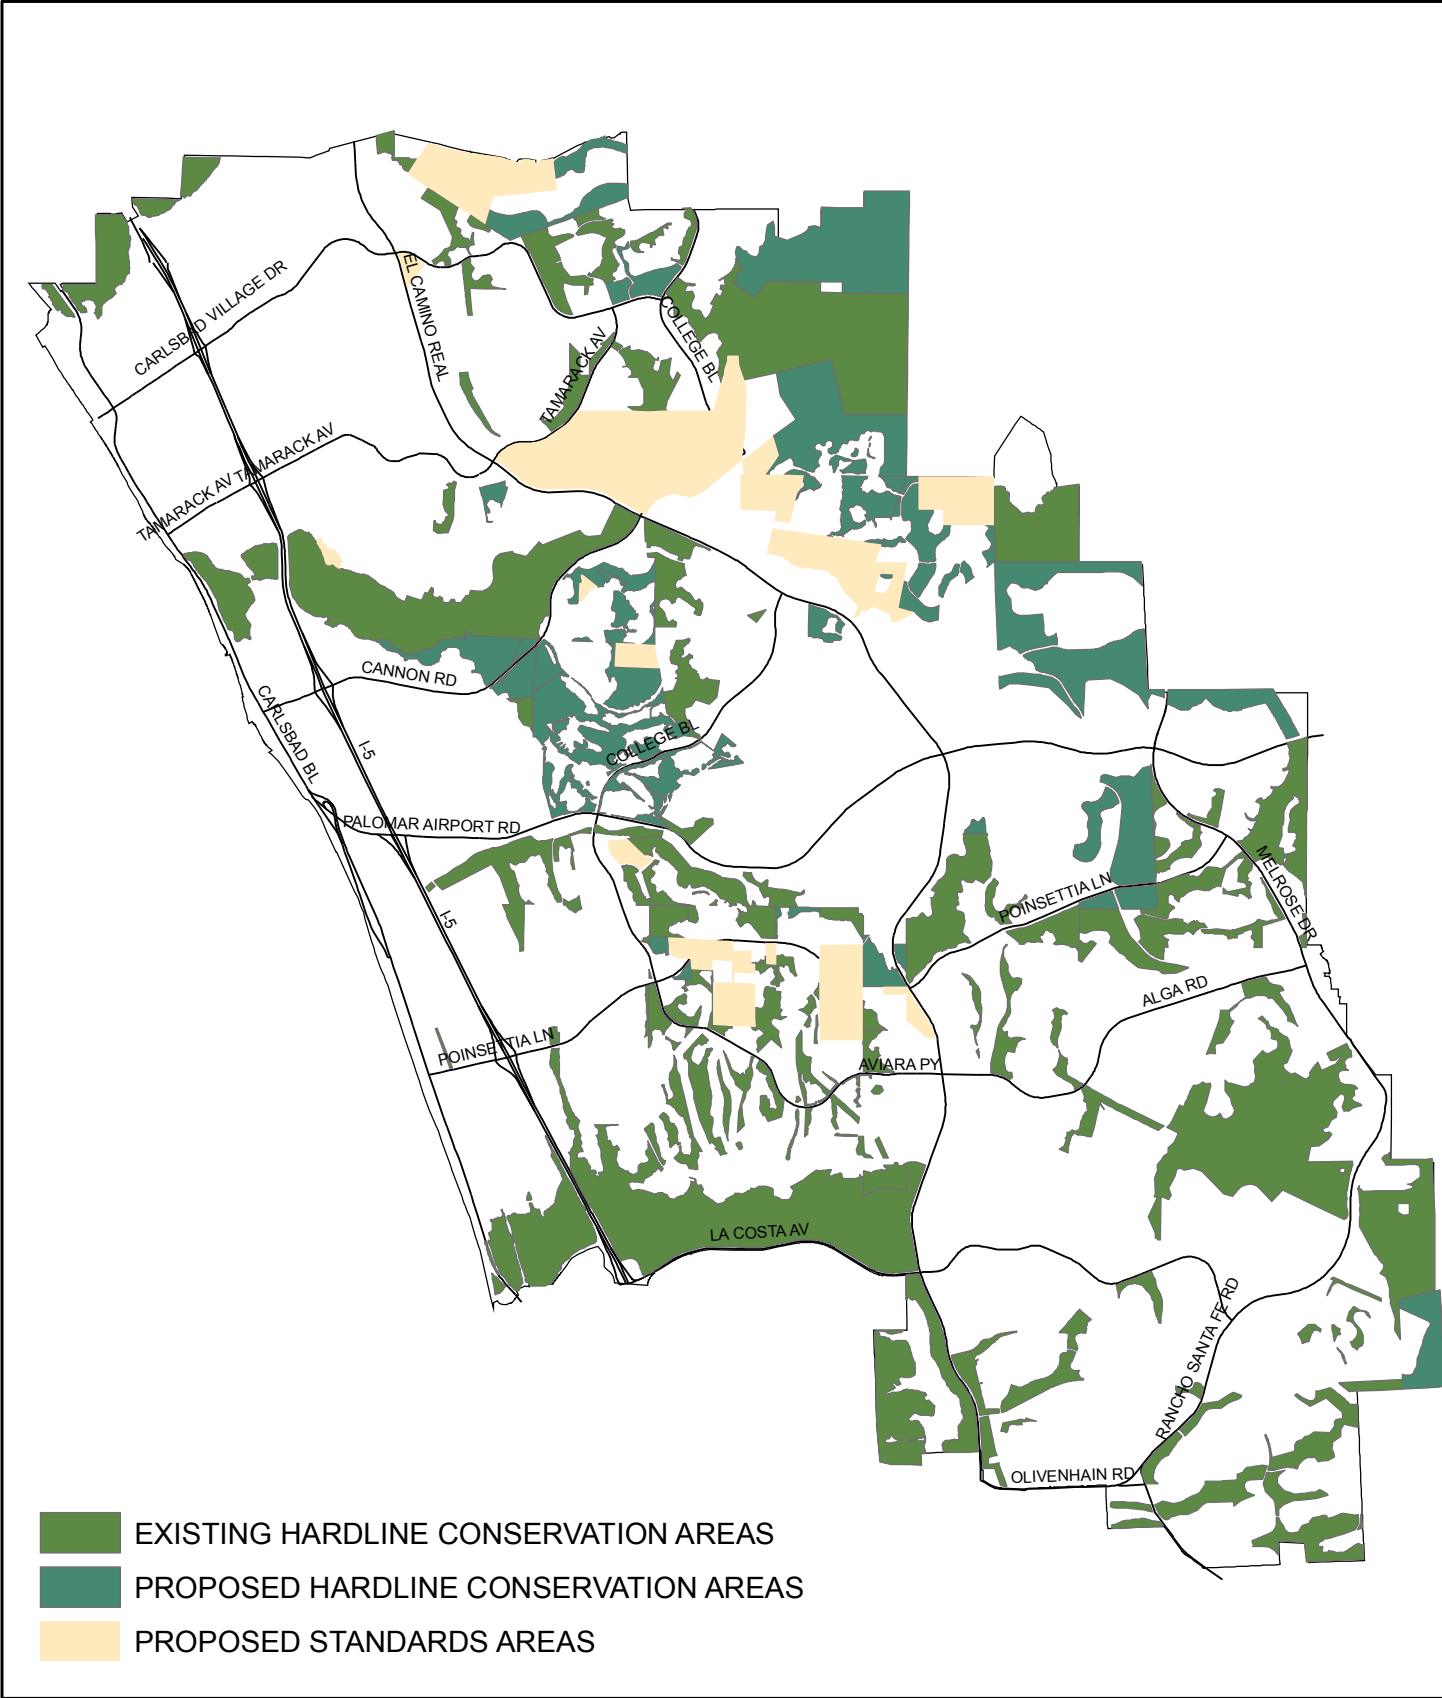 CARLSBAD VILLAGE DR
EL CAMINO REAL
COLLEGE BL
TAMARACK AV
TAMARACK AV TAMARACK AV
CANNON RD
CARLSBAD BL
I-5
COLLEGE BL
PALOMAR AIRPORT RD
MELROSE DR
POINSETTIA LN
I-5
ALGA RD
POINSETTIA LN
AVIARA PY
LA COSTA AV
RANCHO SANTA FE RD
OLIVENHAIN RD
EXISTING HARDLINE CONSERVATION AREAS
PROPOSED HARDLINE CONSERVATION AREAS
PROPOSED STANDARDS AREAS